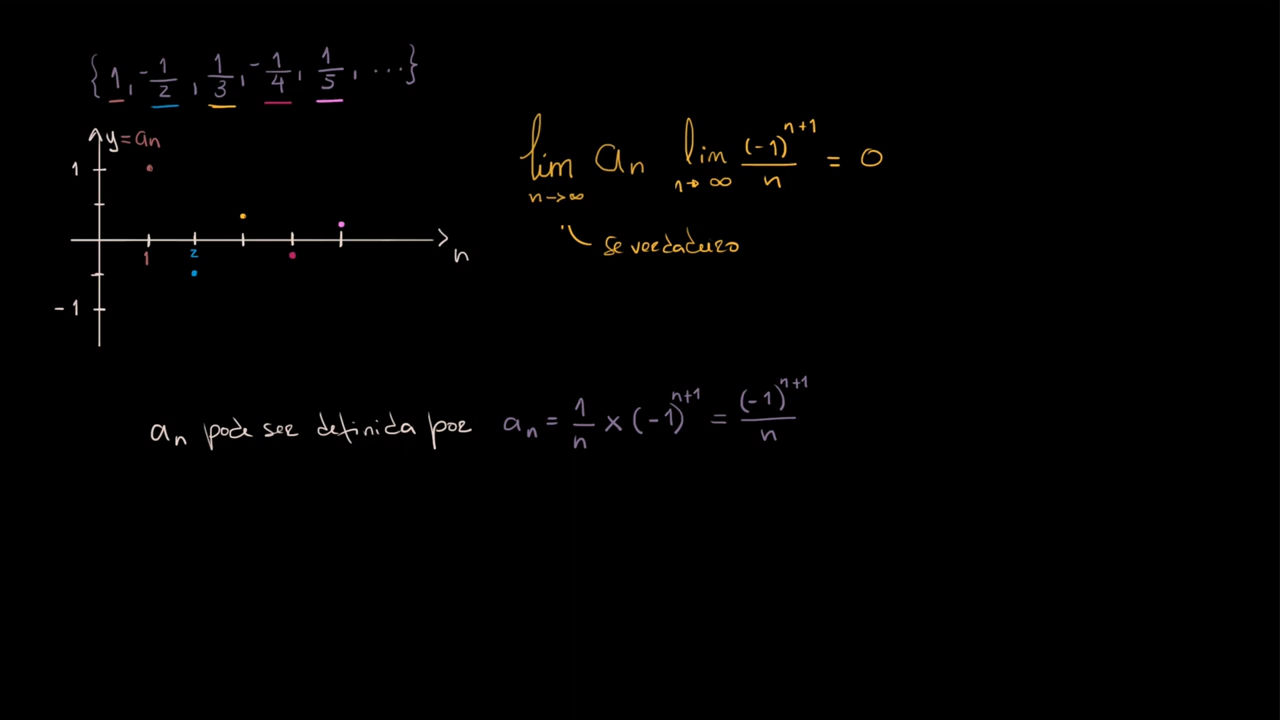 {1, -1/2, 1/3, -1/4, 1/5, ...}
y = aₙ
1
1
2
n
-1
lim n→∞ aₙ lim n→∞ (-1)ⁿ⁺¹/n = 0
se verdadeiro
aₙ pode ser definida por aₙ = 1/n × (-1)ⁿ⁺¹ = (-1)ⁿ⁺¹/n